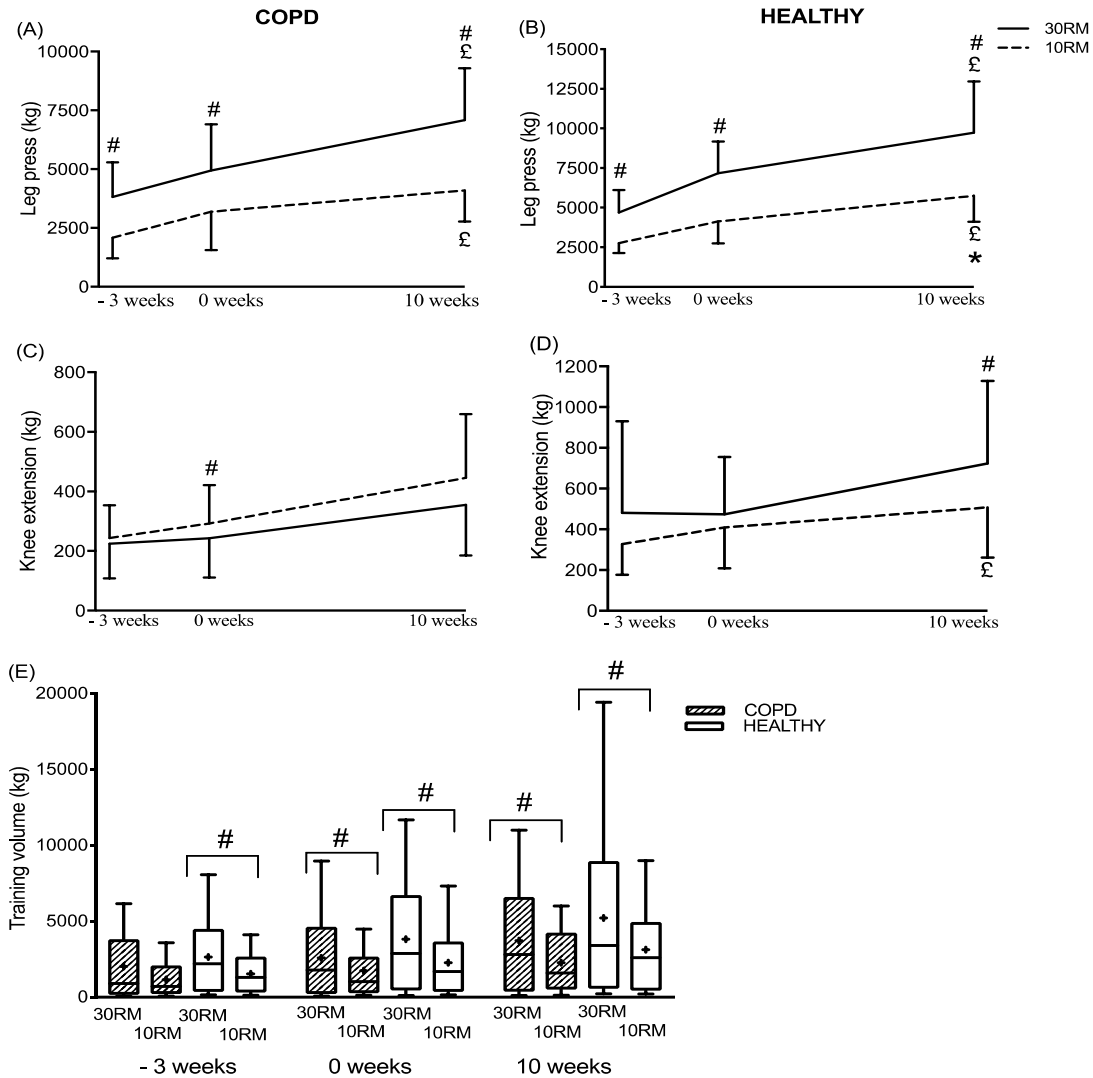 COPD
HEALTHY
30RM
10RM
(A)
#
£
#
#
10000
7500
5000
2500
0
Leg press (kg)
£
- 3 weeks 0 weeks 10 weeks
(B)
#
£
#
#
15000
12500
10000
7500
5000
2500
0
Leg press (kg)
£
*
- 3 weeks 0 weeks 10 weeks
(C)
#
800
600
400
200
0
Knee extension (kg)
- 3 weeks 0 weeks 10 weeks
(D)
#
1200
1000
800
600
400
200
0
Knee extension (kg)
£
- 3 weeks 0 weeks 10 weeks
(E)
20000
15000
10000
5000
0
Training volume (kg)
# # # # #
COPD
HEALTHY
30RM 10RM 30RM 10RM 30RM 10RM 30RM 10RM 30RM 10RM 30RM 10RM
- 3 weeks 0 weeks 10 weeks